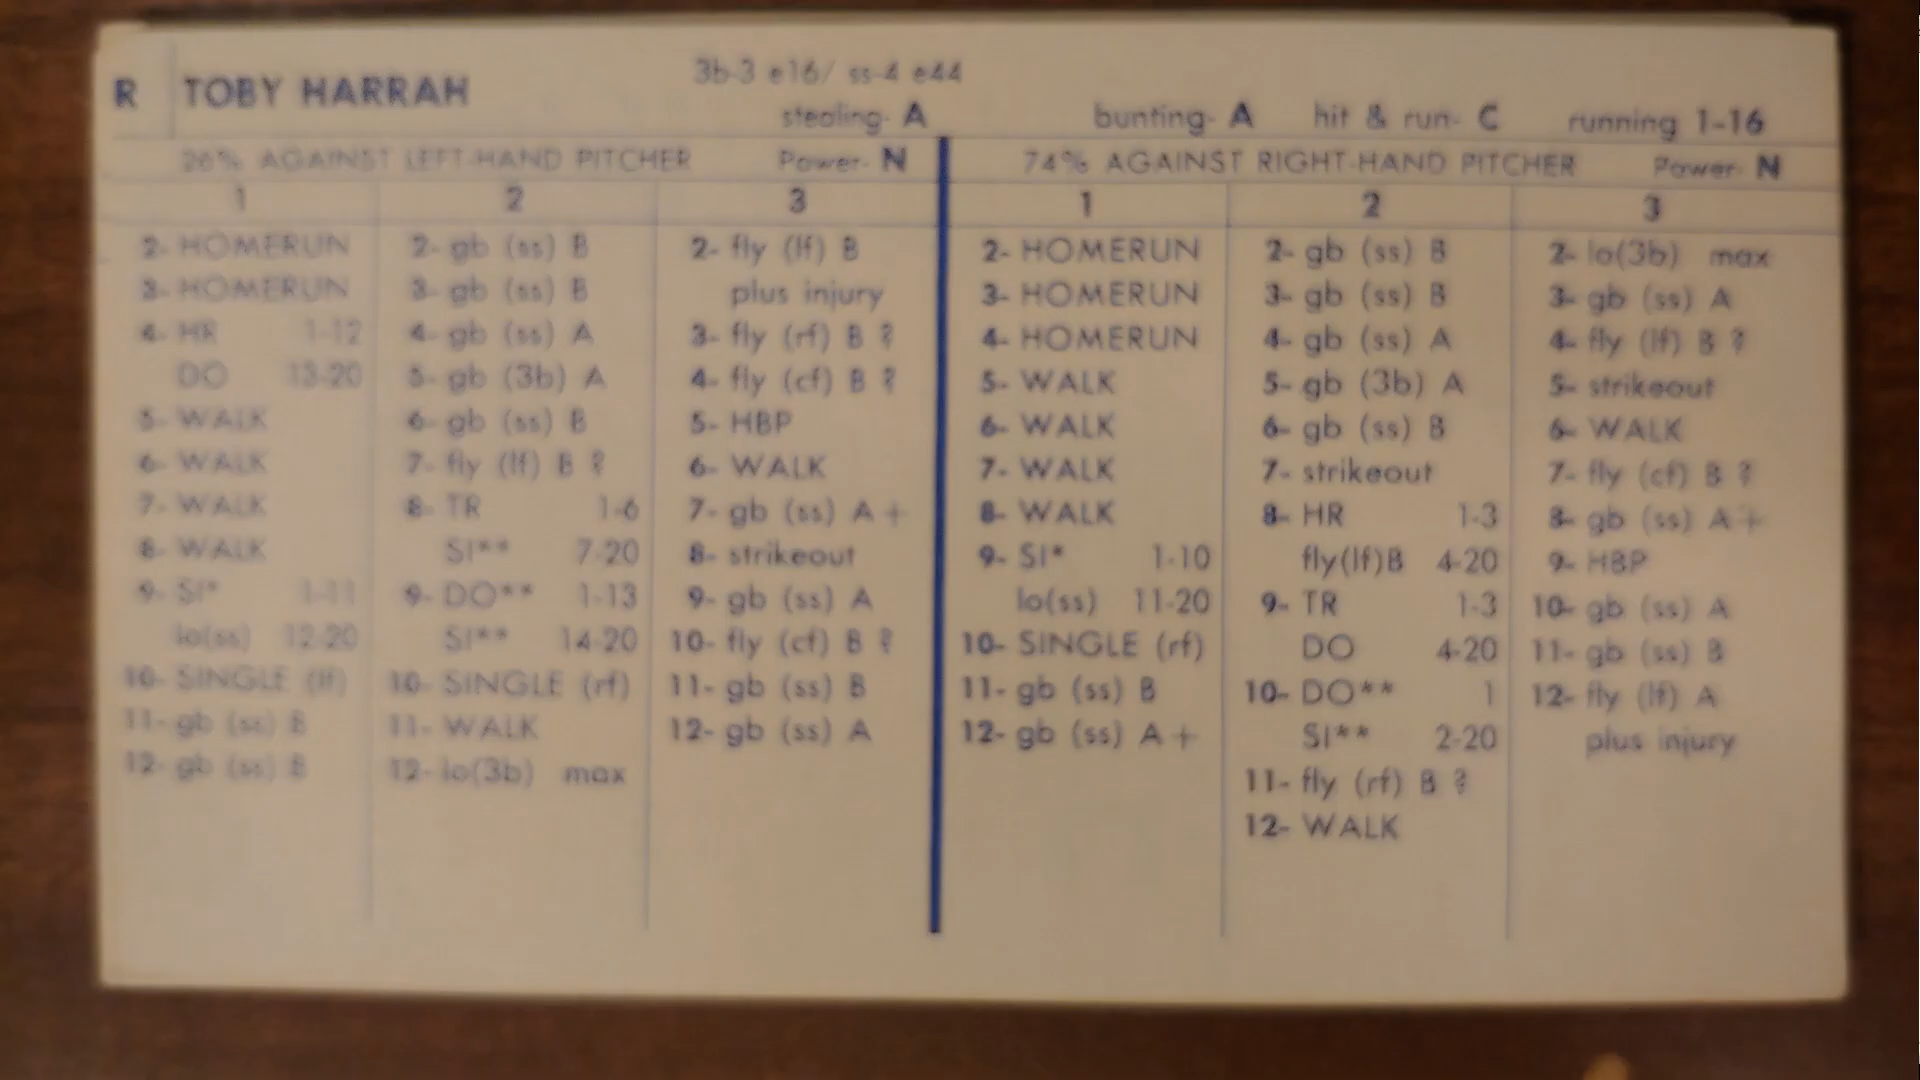 R TOBY HARRAH 3b-3 e16/ ss-4 e44
stealing- A bunting- A hit & run- C running 1-16
26% AGAINST LEFT-HAND PITCHER Power- N
1 2 3
2- HOMERUN
3- HOMERUN
4- HR 1-12
DO 13-20
5- WALK
6- WALK
7- WALK
8- WALK
9- SI* 1-11
lo(ss) 12-20
10- SINGLE (lf)
11- gb (ss) B
12- gb (ss) B
2- gb (ss) B
3- gb (ss) B
4- gb (ss) A
5- gb (3b) A
6- gb (ss) B
7- fly (lf) B ?
8- TR 1-6
SI** 7-20
9- DO** 1-13
SI** 14-20
10- SINGLE (rf)
11- WALK
12- lo(3b) max
2- fly (lf) B
plus injury
3- fly (rf) B ?
4- fly (cf) B ?
5- HBP
6- WALK
7- gb (ss) A+
8- strikeout
9- gb (ss) A
10- fly (cf) B ?
11- gb (ss) B
12- gb (ss) A
74% AGAINST RIGHT-HAND PITCHER Power- N
1 2 3
2- HOMERUN
3- HOMERUN
4- HOMERUN
5- WALK
6- WALK
7- WALK
8- WALK
9- SI* 1-10
lo(ss) 11-20
10- SINGLE (rf)
11- gb (ss) B
12- gb (ss) A+
2- gb (ss) B
3- gb (ss) B
4- gb (ss) A
5- gb (3b) A
6- gb (ss) B
7- strikeout
8- HR 1-3
fly(lf)B 4-20
9- TR 1-3
DO 4-20
10- DO** 1
SI** 2-20
11- fly (rf) B ?
12- WALK
2- lo(3b) max
3- gb (ss) A
4- fly (lf) B ?
5- strikeout
6- WALK
7- fly (cf) B ?
8- gb (ss) A+
9- HBP
10- gb (ss) A
11- gb (ss) B
12- fly (lf) A
plus injury